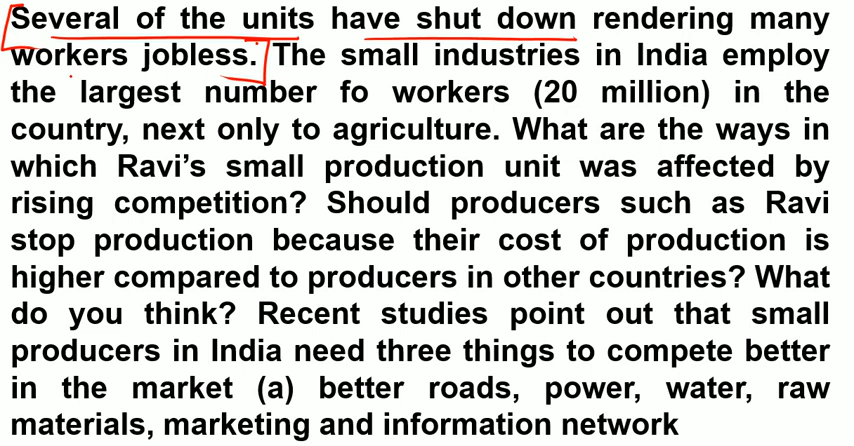 Several of the units have shut down rendering many
workers jobless. The small industries in India employ
the largest number fo workers (20 million) in the
country, next only to agriculture. What are the ways in
which Ravi's small production unit was affected by
rising competition? Should producers such as Ravi
stop production because their cost of production is
higher compared to producers in other countries? What
do you think? Recent studies point out that small
producers in India need three things to compete better
in the market (a) better roads, power, water, raw
materials, marketing and information network